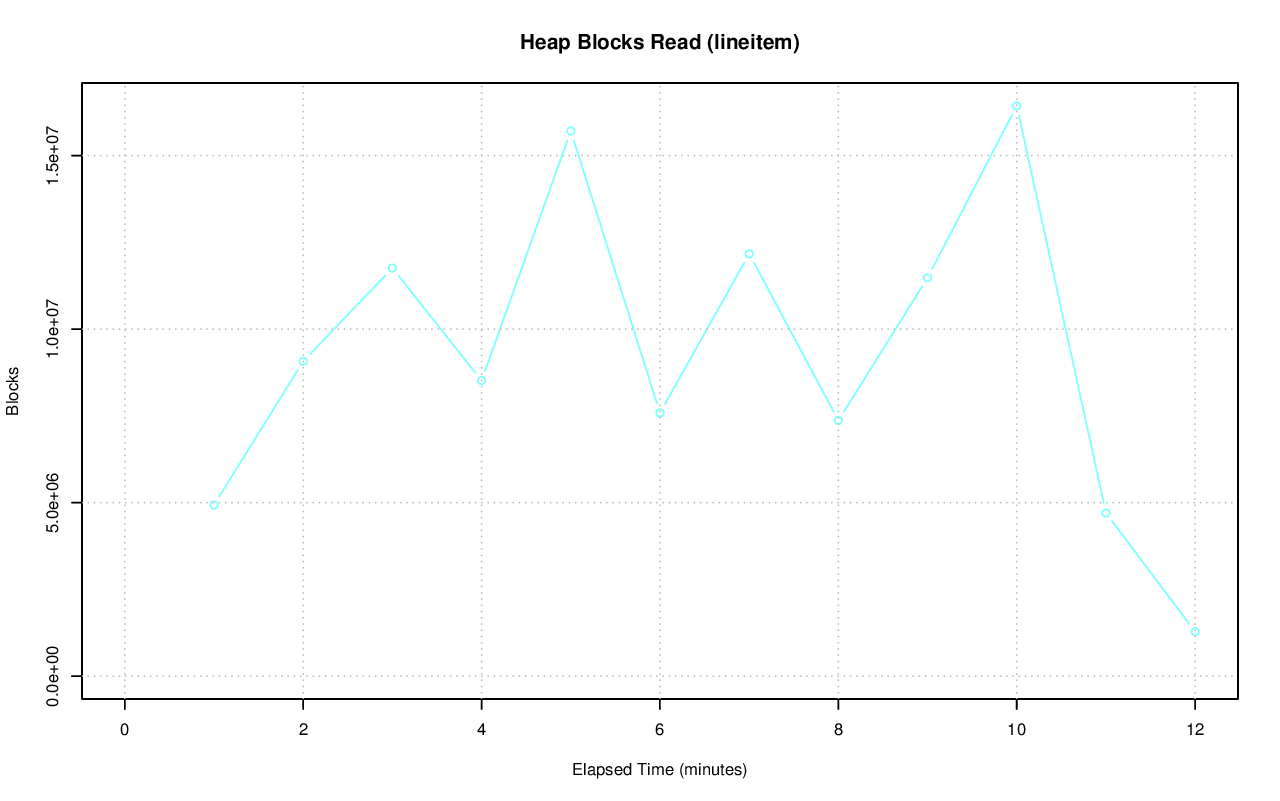 Heap Blocks Read (lineitem)
1.5e+07
1.0e+07
5.0e+06
0.0e+00
Blocks
0 2 4 6 8 10 12
Elapsed Time (minutes)